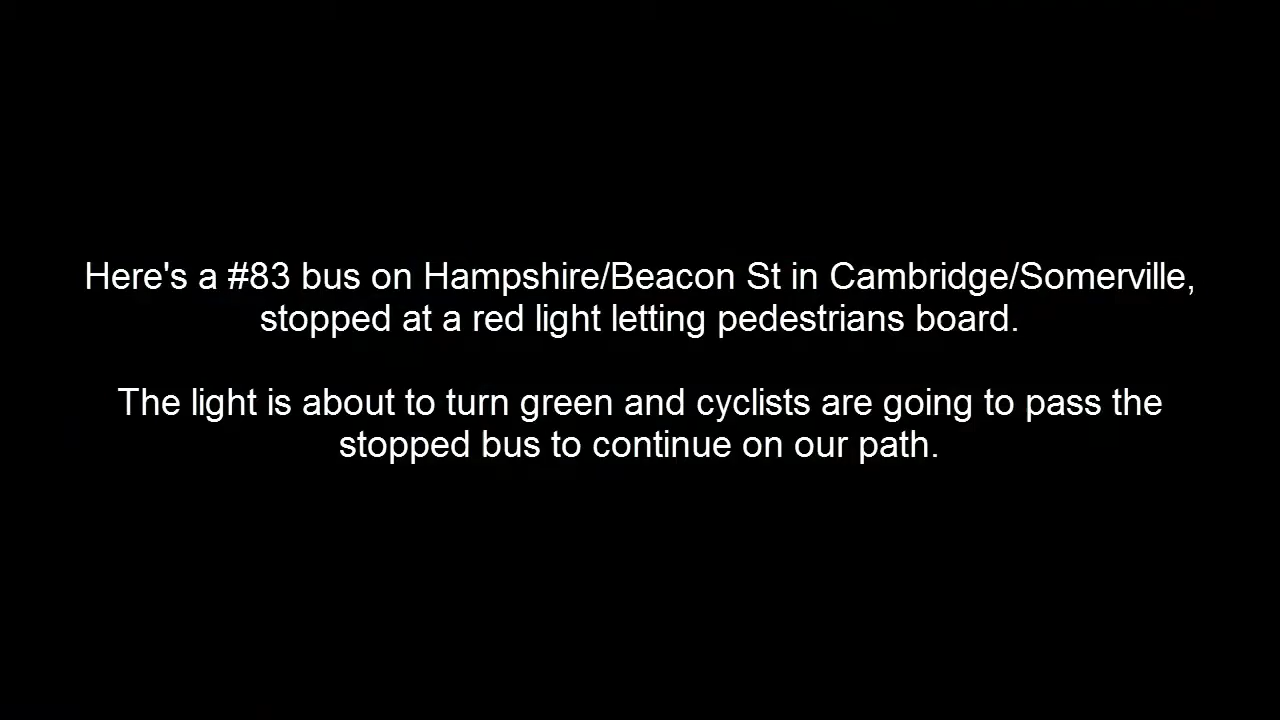 Here's a #83 bus on Hampshire/Beacon St in Cambridge/Somerville,
stopped at a red light letting pedestrians board.
The light is about to turn green and cyclists are going to pass the
stopped bus to continue on our path.